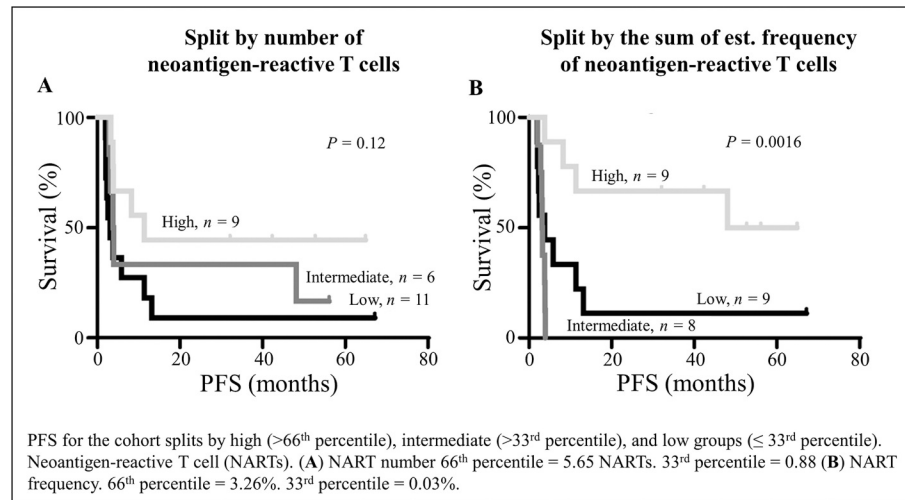 Split by number of
neoantigen-reactive T cells
A
100
50
0
Survival (%)
P = 0.12
High, n = 9
Intermediate, n = 6
Low, n = 11
0 20 40 60 80
PFS (months)
Split by the sum of est. frequency
of neoantigen-reactive T cells
B
100
50
0
Survival (%)
P = 0.0016
High, n = 9
Low, n = 9
Intermediate, n = 8
0 20 40 60 80
PFS (months)
PFS for the cohort splits by high (>66th percentile), intermediate (>33rd percentile), and low groups (≤ 33rd percentile).
Neoantigen-reactive T cell (NARTs). (A) NART number 66th percentile = 5.65 NARTs. 33rd percentile = 0.88 (B) NART
frequency. 66th percentile = 3.26%. 33rd percentile = 0.03%.